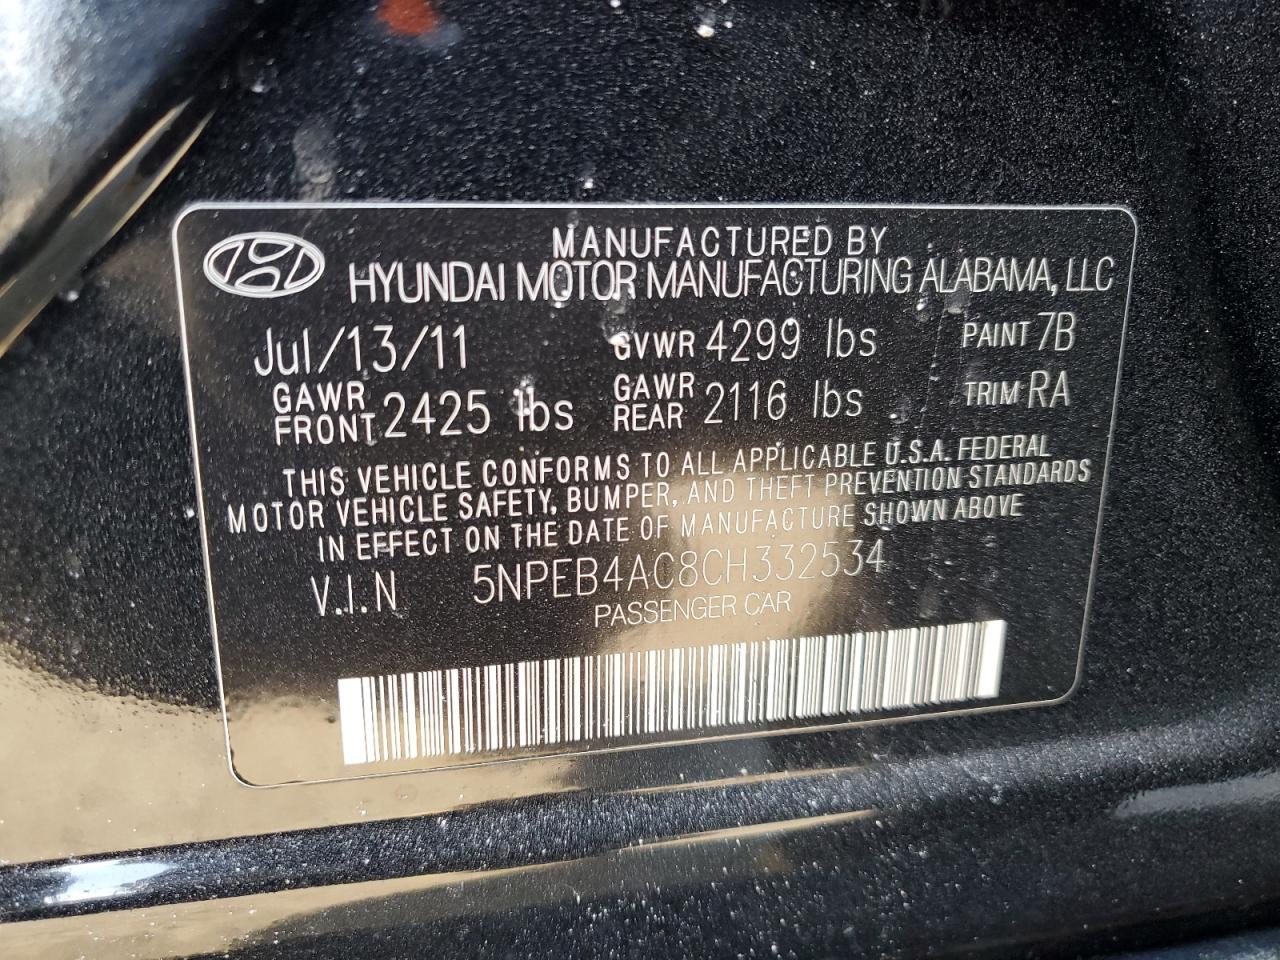 MANUFACTURED BY
HYUNDAI MOTOR MANUFACTURING ALABAMA, LLC
Jul/13/11 GVWR 4299 lbs PAINT 7B
GAWR FRONT 2425 lbs GAWR REAR 2116 lbs TRIM RA
THIS VEHICLE CONFORMS TO ALL APPLICABLE U.S.A. FEDERAL
MOTOR VEHICLE SAFETY, BUMPER, AND THEFT PREVENTION STANDARDS
IN EFFECT ON THE DATE OF MANUFACTURE SHOWN ABOVE
V.I.N 5NPEB4AC8CH332534
PASSENGER CAR